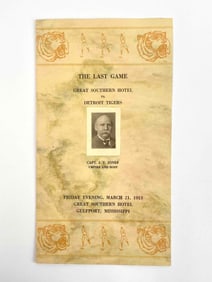 THE LAST GAME
GREAT SOUTHERN HOTEL
vs.
DETROIT TIGERS
CAPT. J. T. JONES
FRIDAY EVENING, MARCH 21, 1913
GREAT SOUTHERN HOTEL
GULFPORT, MISSISSIPPI